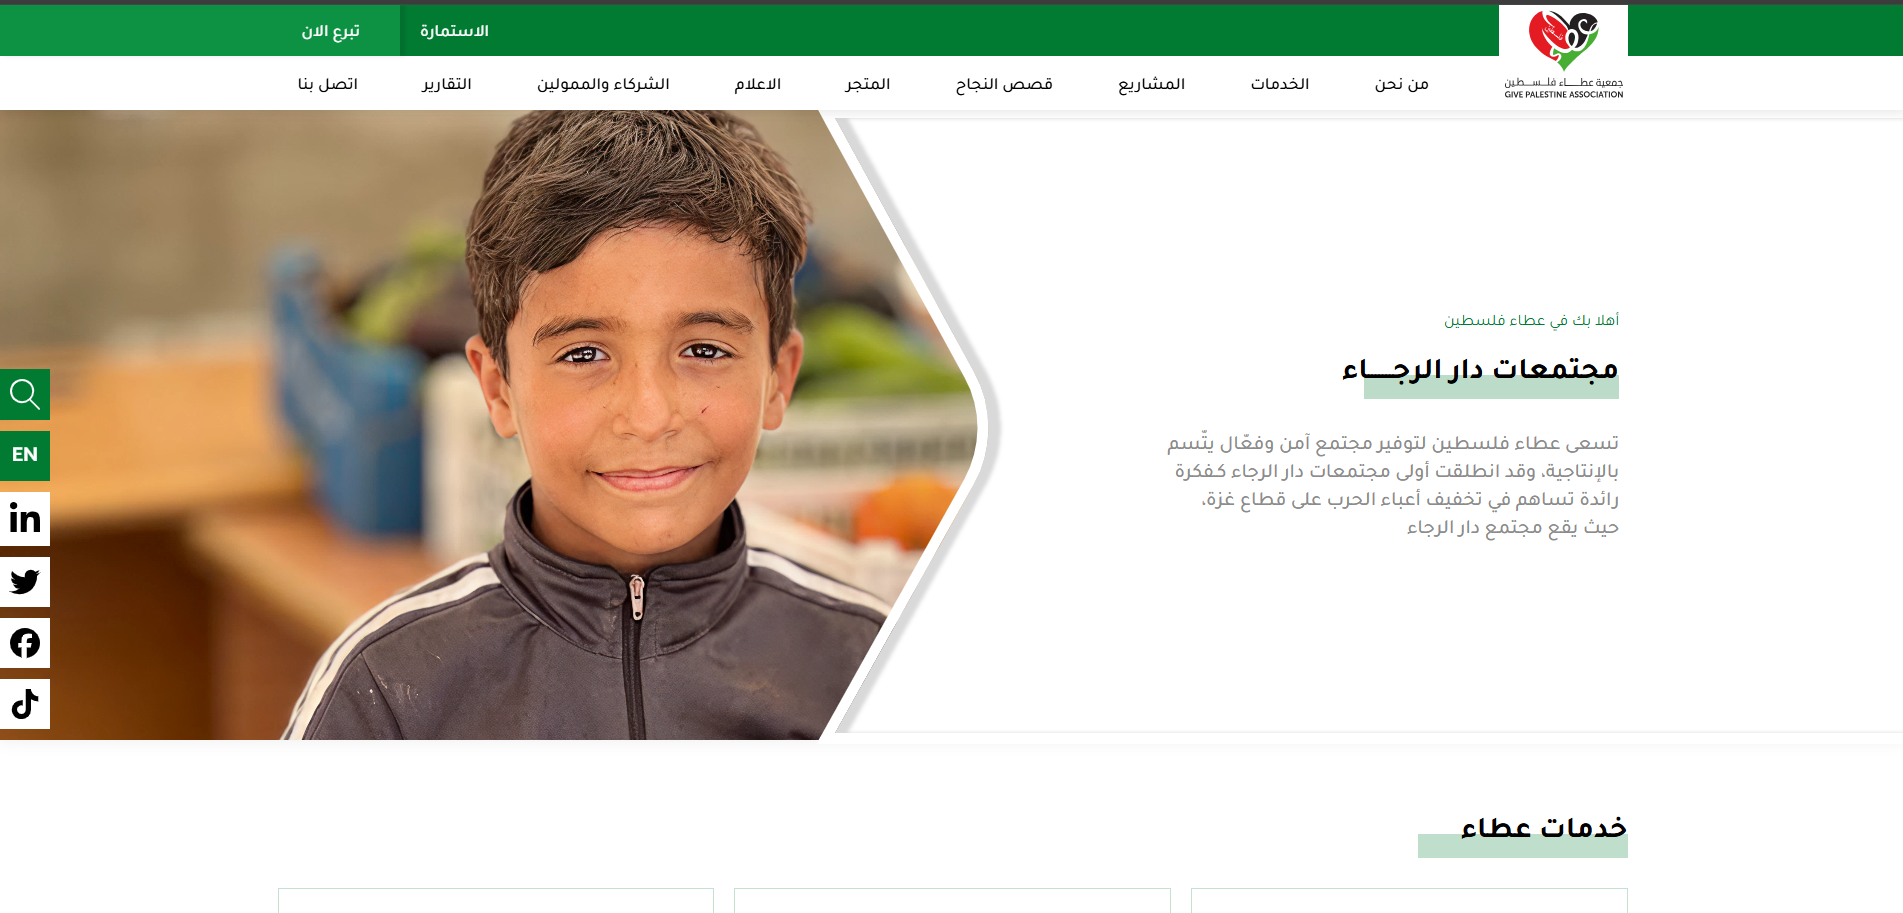 الاستمارة
تبرع الان
جمعية عطـــاء فلـــسطين
GIVE PALESTINE ASSOCIATION
من نحن
الخدمات
المشاريع
قصص النجاح
المتجر
الاعلام
الشركاء والممولين
التقارير
اتصل بنا
أهلا بك في عطاء فلسطين
مجتمعات دار الرجــــاء
تسعى عطاء فلسطين لتوفير مجتمع آمن وفعّال يتّسم
بالإنتاجية، وقد انطلقت أولى مجتمعات دار الرجاء كفكرة
رائدة تساهم في تخفيف أعباء الحرب على قطاع غزة،
حيث يقع مجتمع دار الرجاء
EN
خدمات عطاء